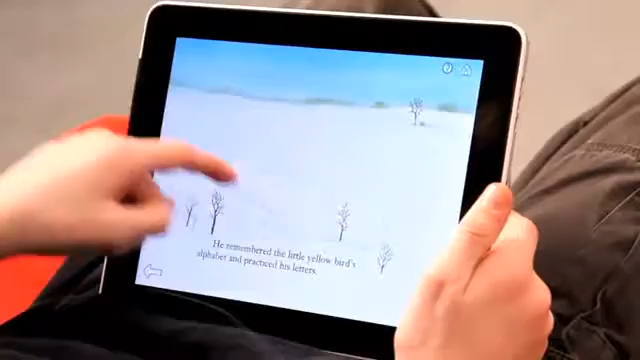 He remembered the little yellow bird's
alphabet and practiced his letters.